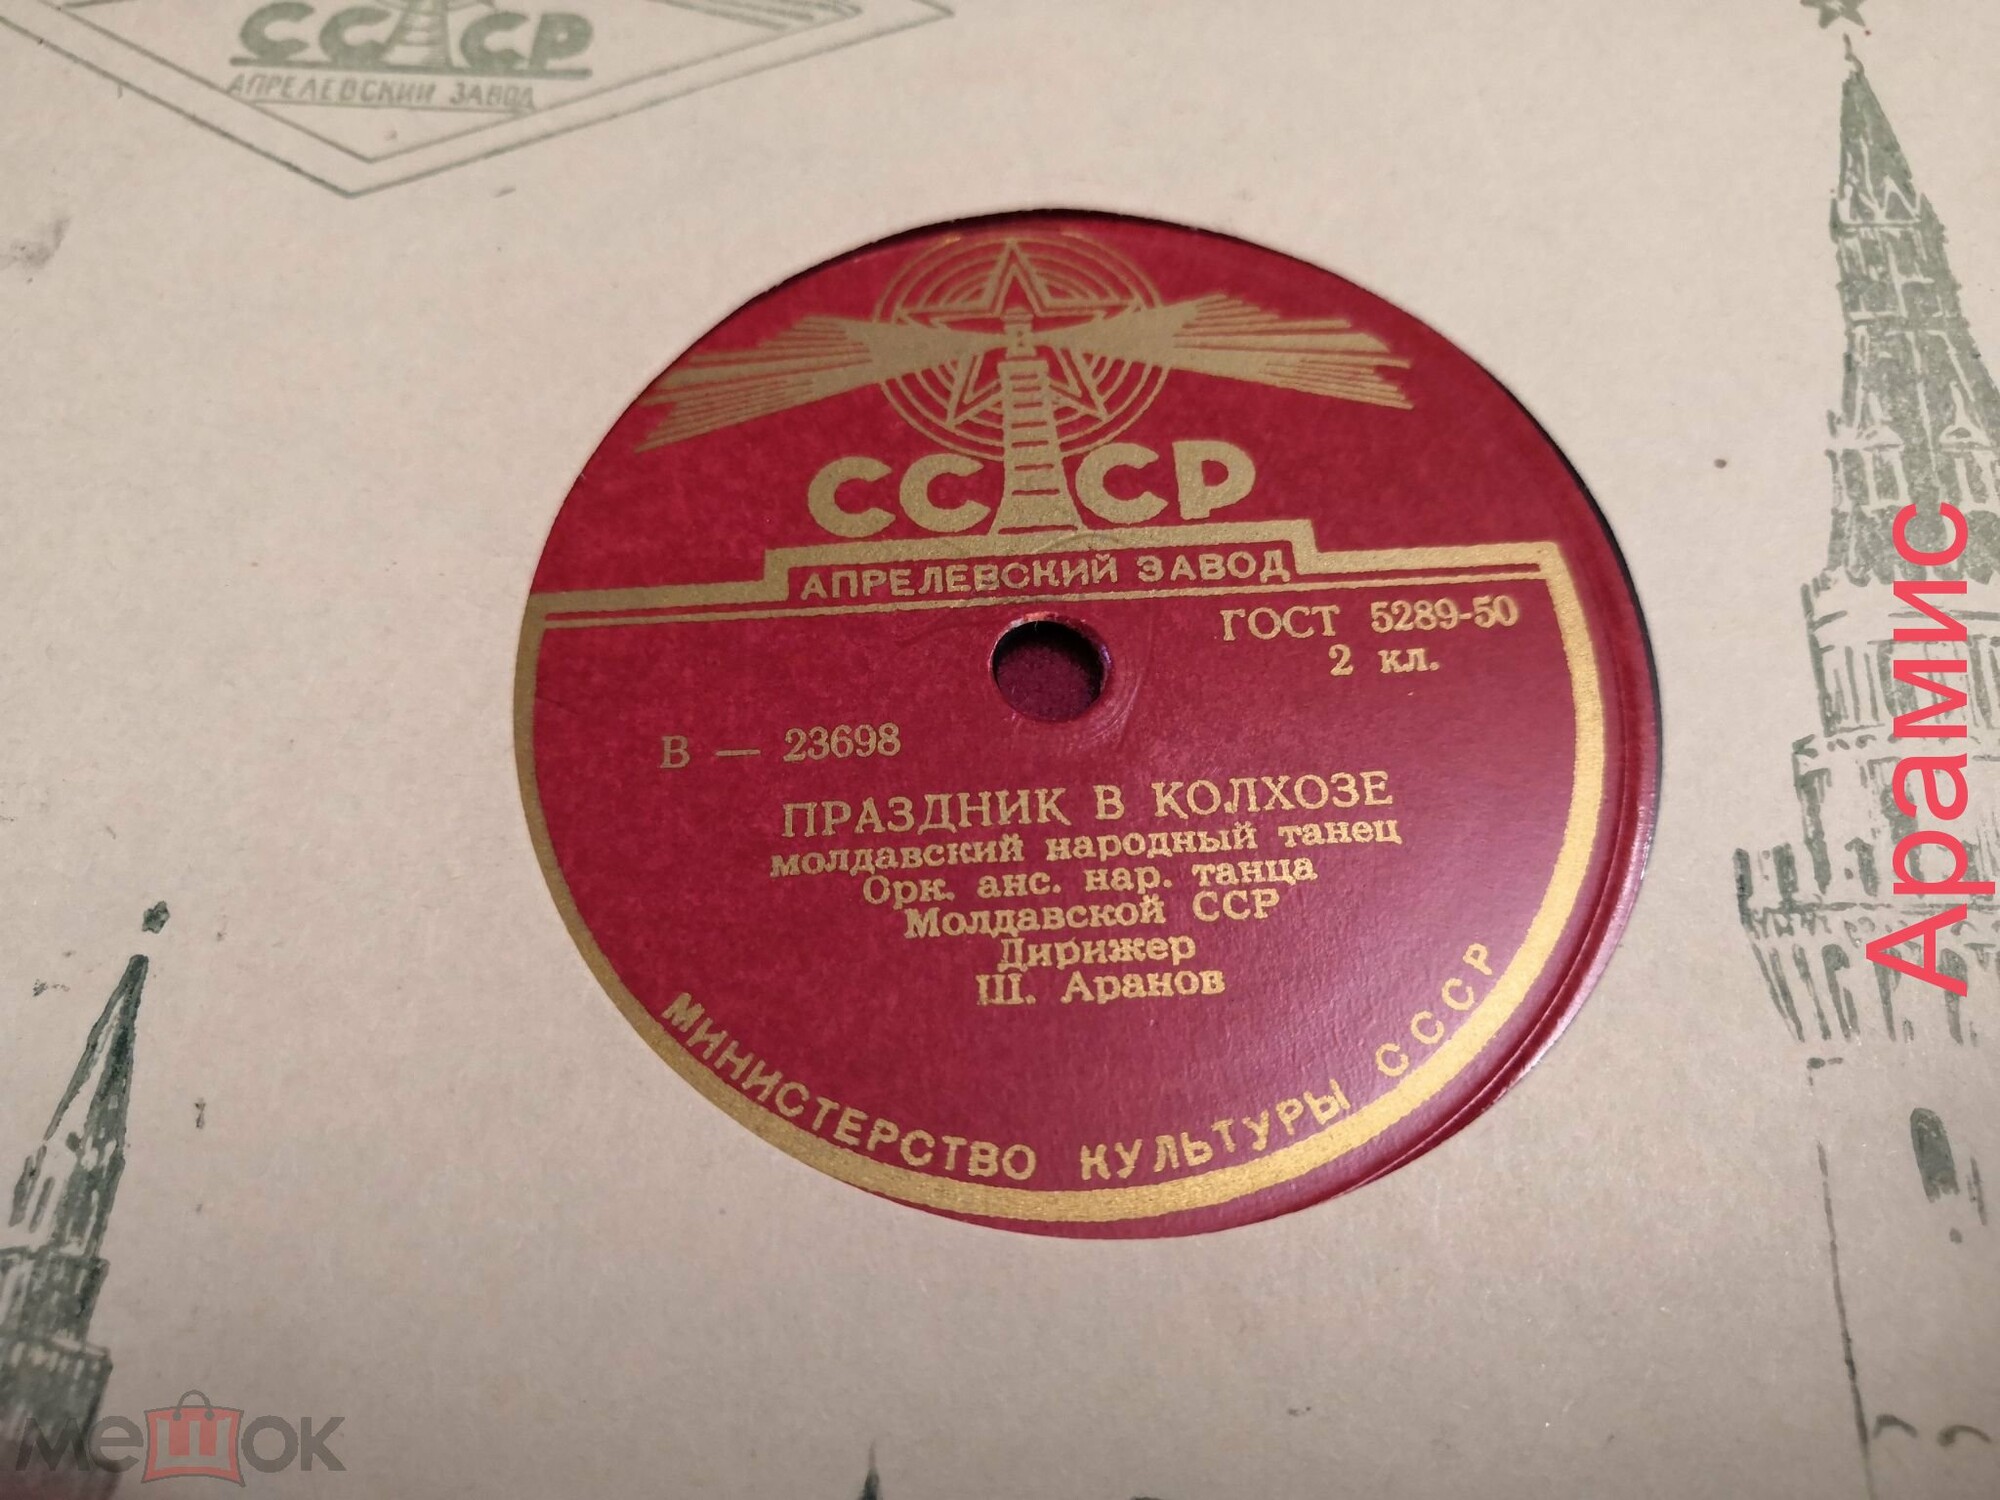 СССР
АПРЕЛЕВСКИЙ ЗАВОД
СССР
АПРЕЛЕВСКИЙ ЗАВОД
ГОСТ 5289-50
2 кл.
В — 23698
ПРАЗДНИК В КОЛХОЗЕ
молдавский народный танец
Орк. анс. нар. танца
Молдавской ССР
Дирижер
Ш. Аранов
МИНИСТЕРСТВО КУЛЬТУРЫ СССР
Арамис
мешок